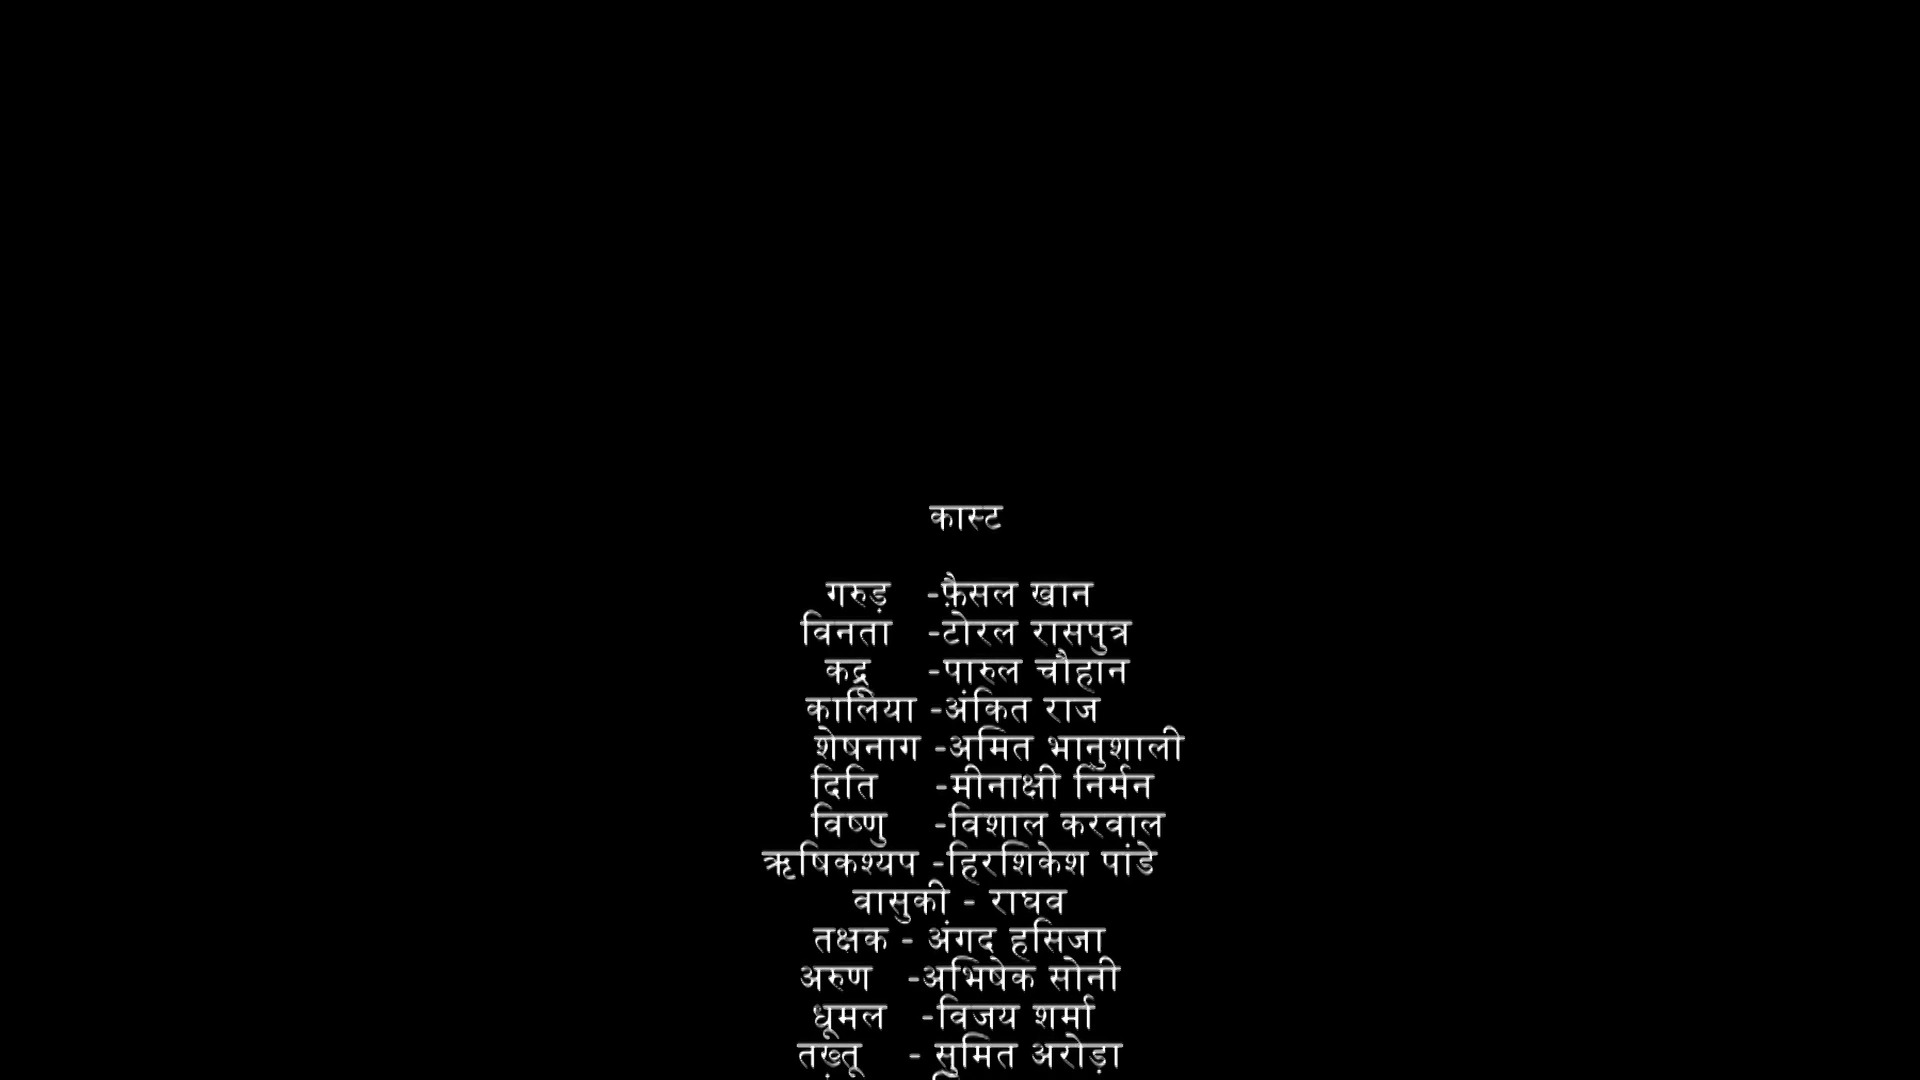 कास्ट
गरुड़ -फ़ैसल खान
विनता -टोरल रासपुत्र
कद्रू -पारुल चौहान
कालिया -अंकित राज
शेषनाग -अमित भानुशाली
दिति -मीनाक्षी निर्मन
विष्णु -विशाल करवाल
ऋषिकश्यप -हिरशिकेश पांडे
वासुकी - राघव
तक्षक - अंगद हसिजा
अरुण -अभिषेक सोनी
धूमल -विजय शर्मा
तख़्तू - सुमित अरोड़ा